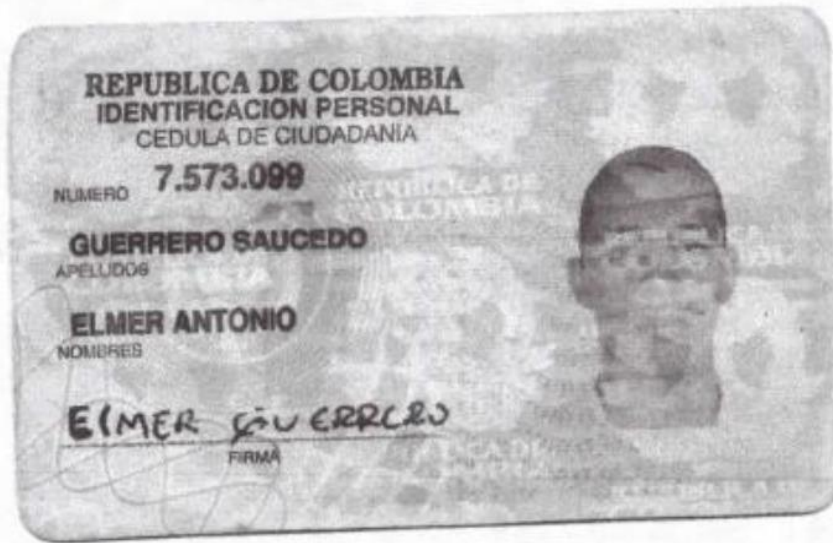 REPUBLICA DE COLOMBIA
IDENTIFICACION PERSONAL
CEDULA DE CIUDADANIA
NUMERO 7.573.099
GUERRERO SAUCEDO
APELLIDOS
ELMER ANTONIO
NOMBRES
ElMER GUERRERO
FIRMA
REPUBLICA DE
COLOMBIA